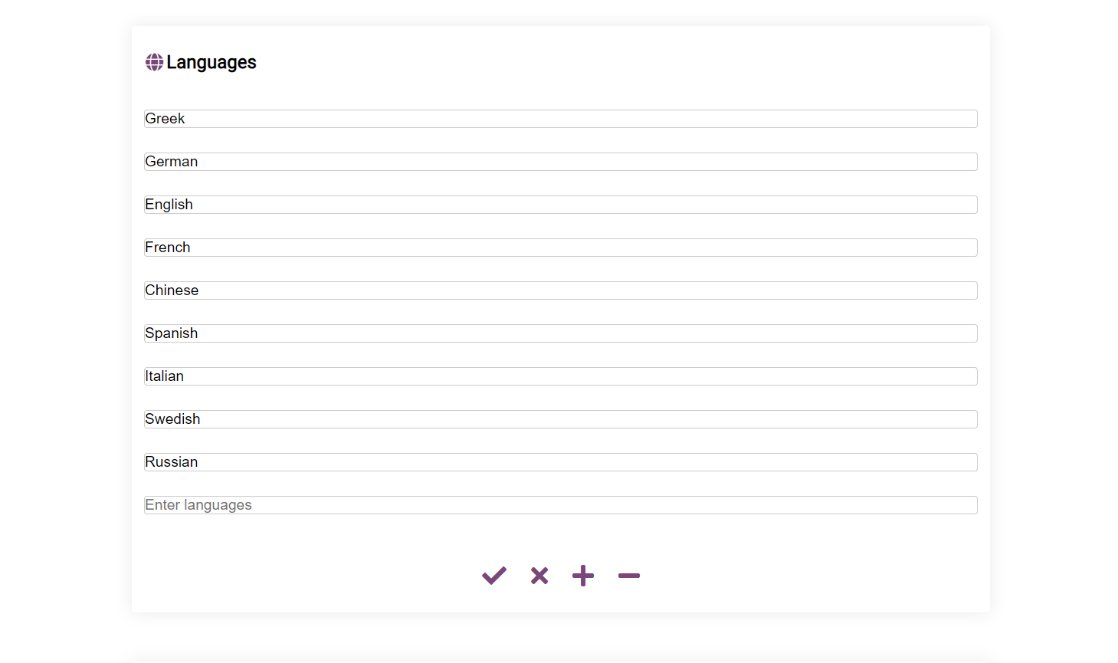 Languages
Greek
German
English
French
Chinese
Spanish
Italian
Swedish
Russian
Enter languages